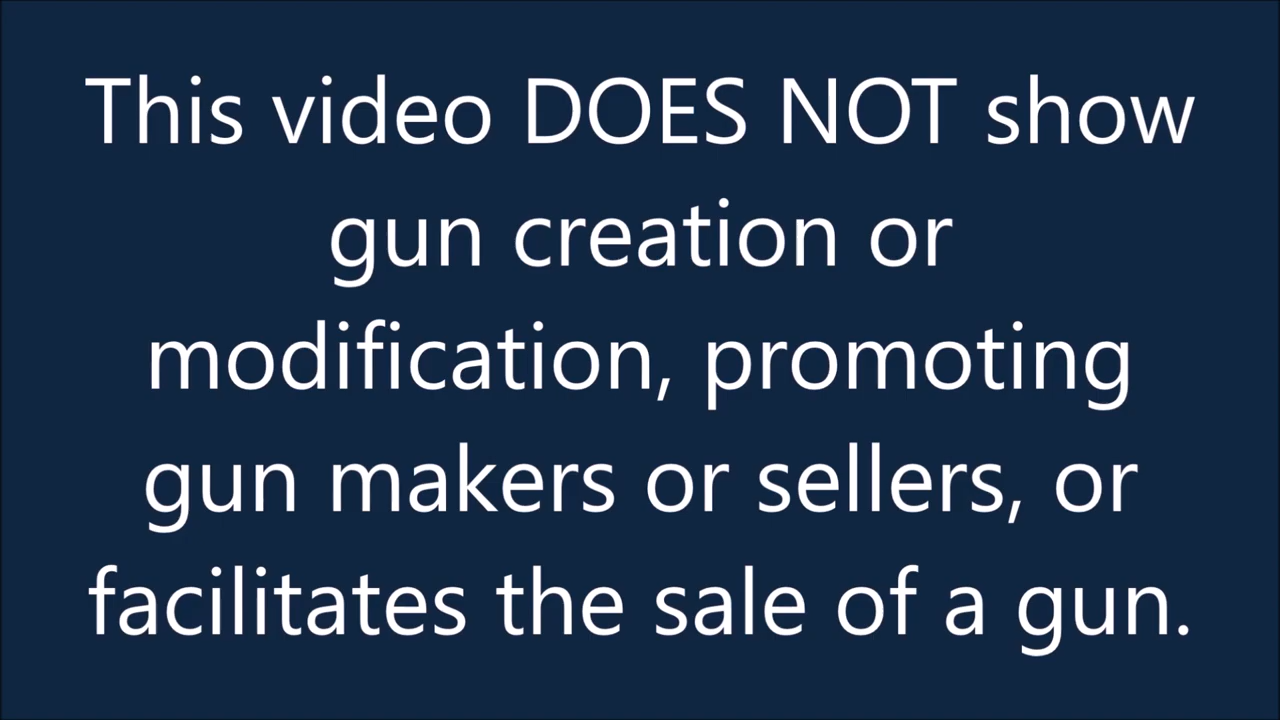 This video DOES NOT show
gun creation or
modification, promoting
gun makers or sellers, or
facilitates the sale of a gun.